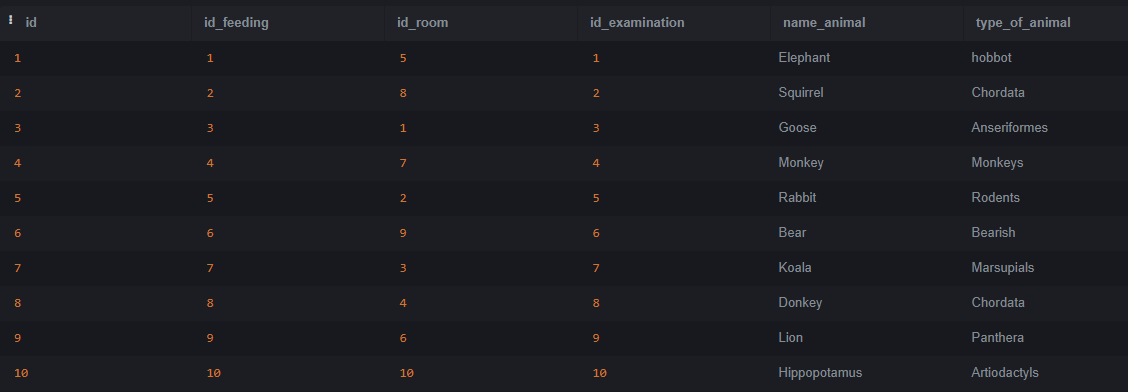 id id_feeding id_room id_examination name_animal type_of_animal
1 1 5 1 Elephant hobbot
2 2 8 2 Squirrel Chordata
3 3 1 3 Goose Anseriformes
4 4 7 4 Monkey Monkeys
5 5 2 5 Rabbit Rodents
6 6 9 6 Bear Bearish
7 7 3 7 Koala Marsupials
8 8 4 8 Donkey Chordata
9 9 6 9 Lion Panthera
10 10 10 10 Hippopotamus Artiodactyls